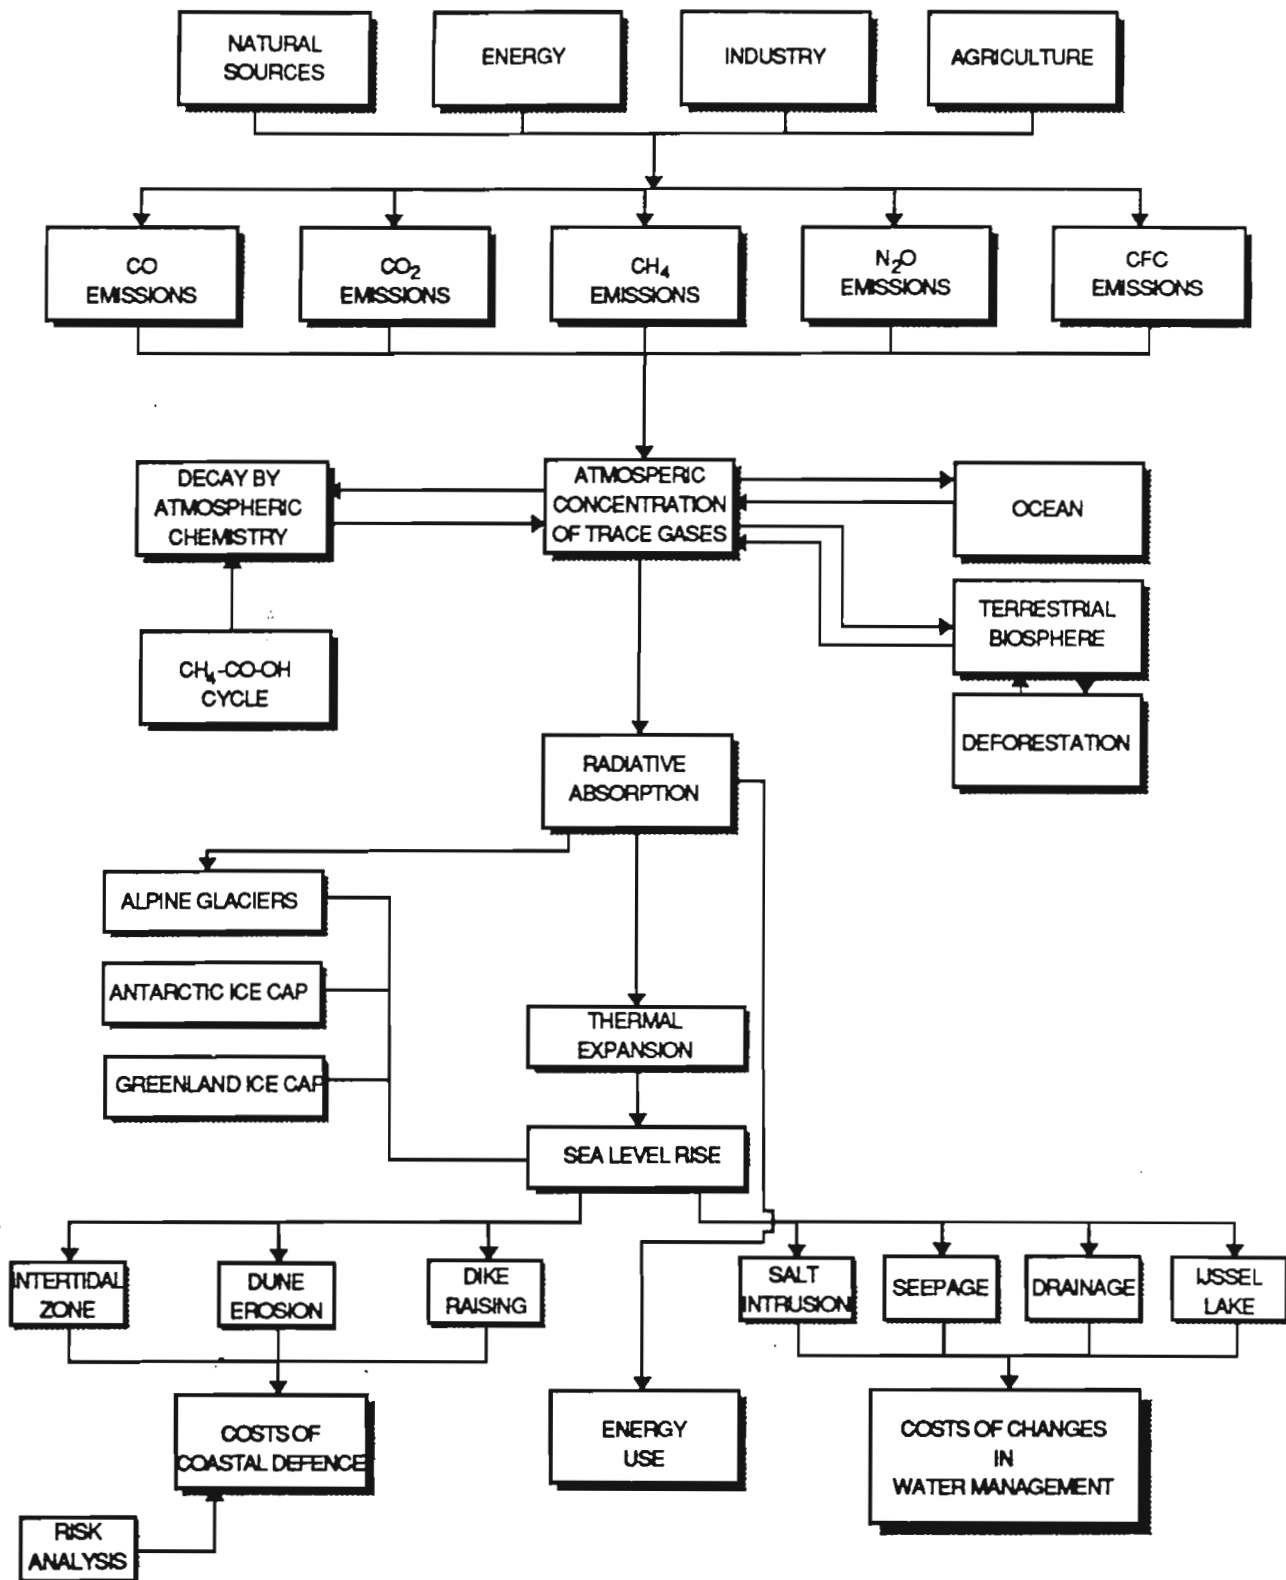 NATURAL
SOURCES
ENERGY
INDUSTRY
AGRICULTURE
CO
EMISSIONS
CO₂
EMISSIONS
CH₄
EMISSIONS
N₂O
EMISSIONS
CFC
EMISSIONS
DECAY BY
ATMOSPHERIC
CHEMISTRY
ATMOSPERIC
CONCENTRATION
OF TRACE GASES
OCEAN
TERRESTRIAL
BIOSPHERE
CH₄-CO-OH
CYCLE
DEFORESTATION
RADIATIVE
ABSORPTION
ALPINE GLACIERS
ANTARCTIC ICE CAP
GREENLAND ICE CAP
THERMAL
EXPANSION
SEA LEVEL RISE
INTERTIDAL
ZONE
DUNE
EROSION
DIKE
RAISING
SALT
INTRUSION
SEEPAGE
DRAINAGE
IJSSEL
LAKE
COSTS OF
COASTAL DEFENCE
ENERGY
USE
COSTS OF CHANGES
IN
WATER MANAGEMENT
RISK
ANALYSIS